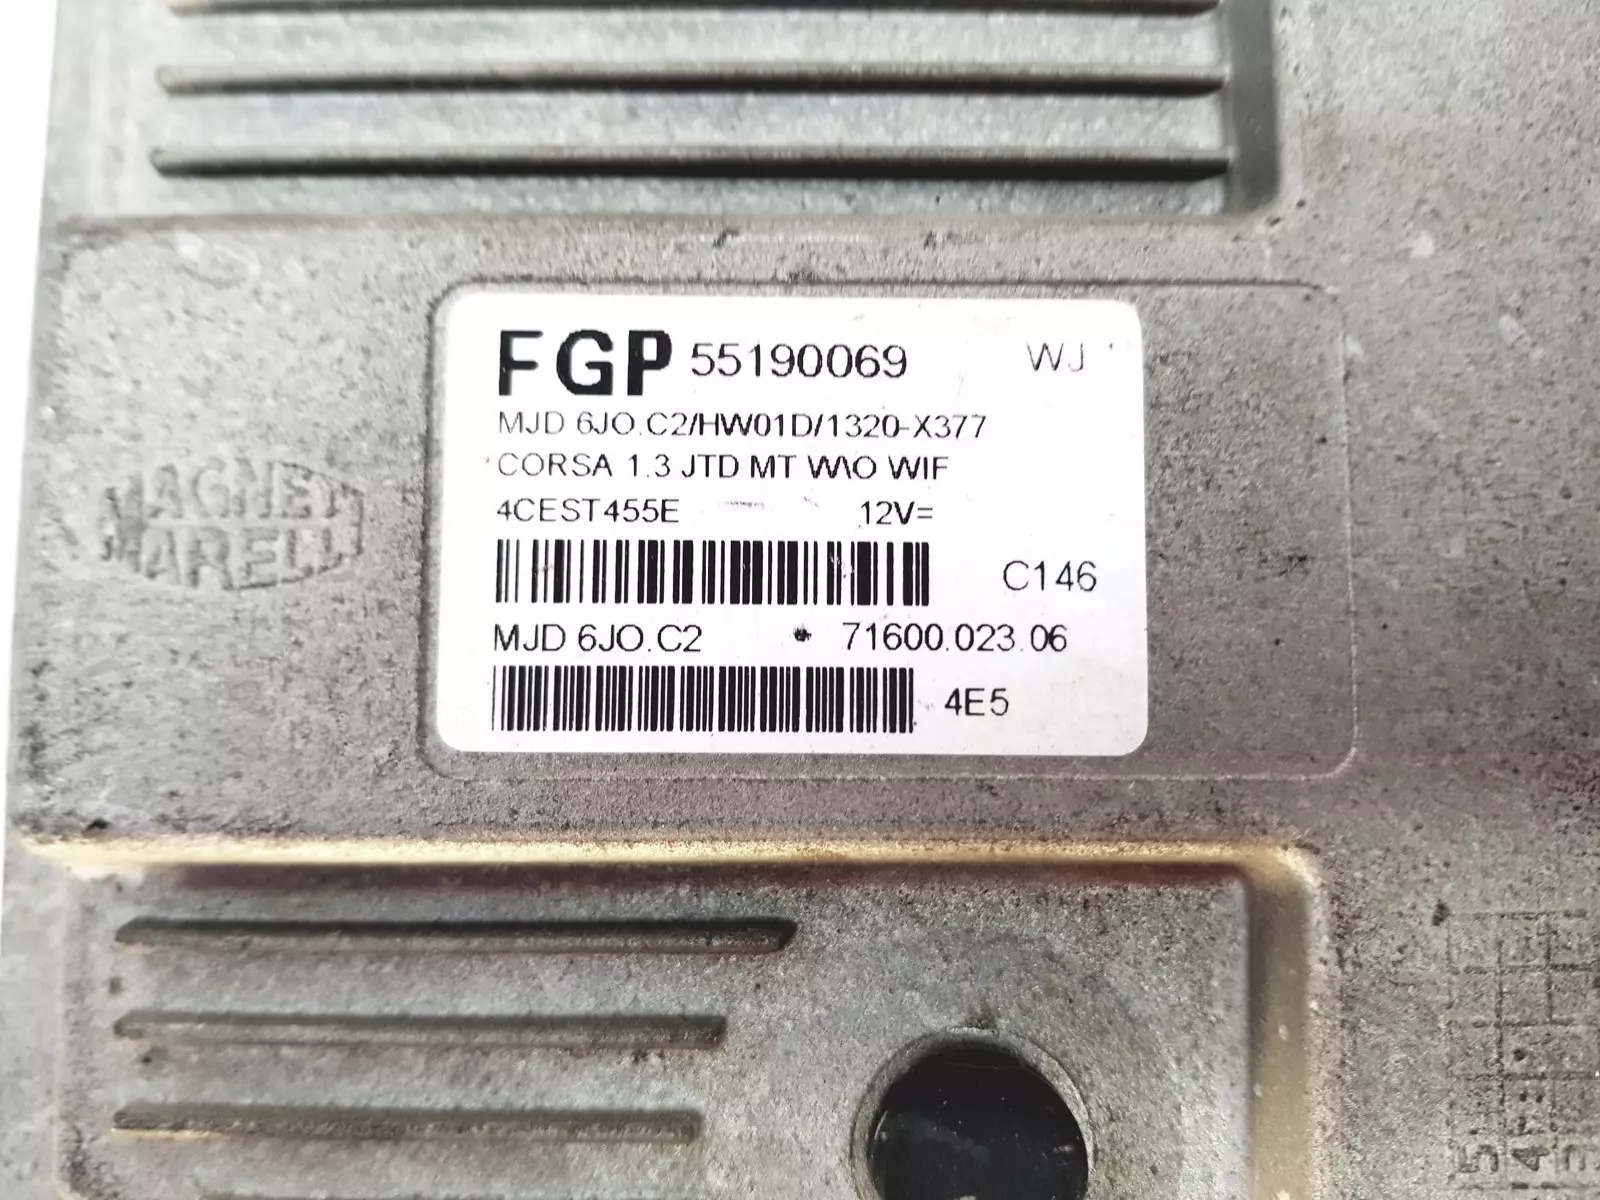 FGP 55190069 WJ
MJD 6JO.C2/HW01D/1320-X377
CORSA 1.3 JTD MT W\O WIF
4CEST455E 12V=
C146
MJD 6JO.C2 * 71600.023.06
4E5
MAGNETI
MARELLI